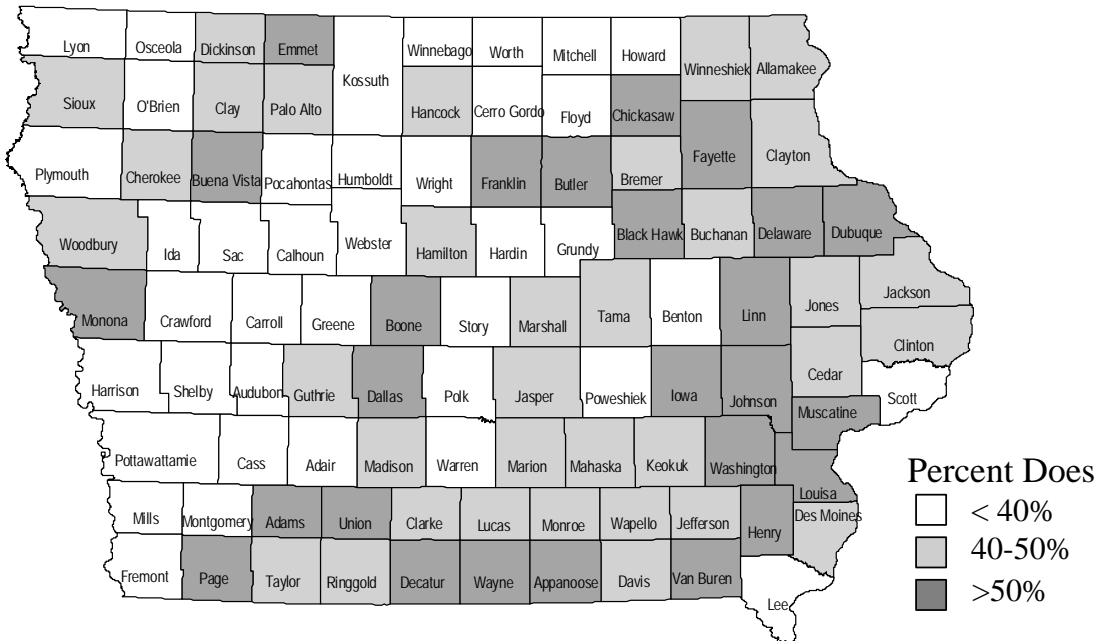 Lyon Osceola Dickinson Emmet Kossuth Winnebago Worth Mitchell Howard Winneshiek Allamakee
Sioux O'Brien Clay Palo Alto Hancock Cerro Gordo Floyd Chickasaw
Plymouth Cherokee Buena Vista Pocahontas Humboldt Wright Franklin Butler Bremer Fayette Clayton
Woodbury Ida Sac Calhoun Webster Hamilton Hardin Grundy Black Hawk Buchanan Delaware Dubuque
Monona Crawford Carroll Greene Boone Story Marshall Tama Benton Linn Jones Jackson
Clinton
Harrison Shelby Audubon Guthrie Dallas Polk Jasper Poweshiek Iowa Johnson Cedar Scott
Muscatine
Pottawattamie Cass Adair Madison Warren Marion Mahaska Keokuk Washington Louisa
Mills Montgomery Adams Union Clarke Lucas Monroe Wapello Jefferson Henry Des Moines
Fremont Page Taylor Ringgold Decatur Wayne Appanoose Davis Van Buren Lee
Percent Does
< 40%
40-50%
>50%